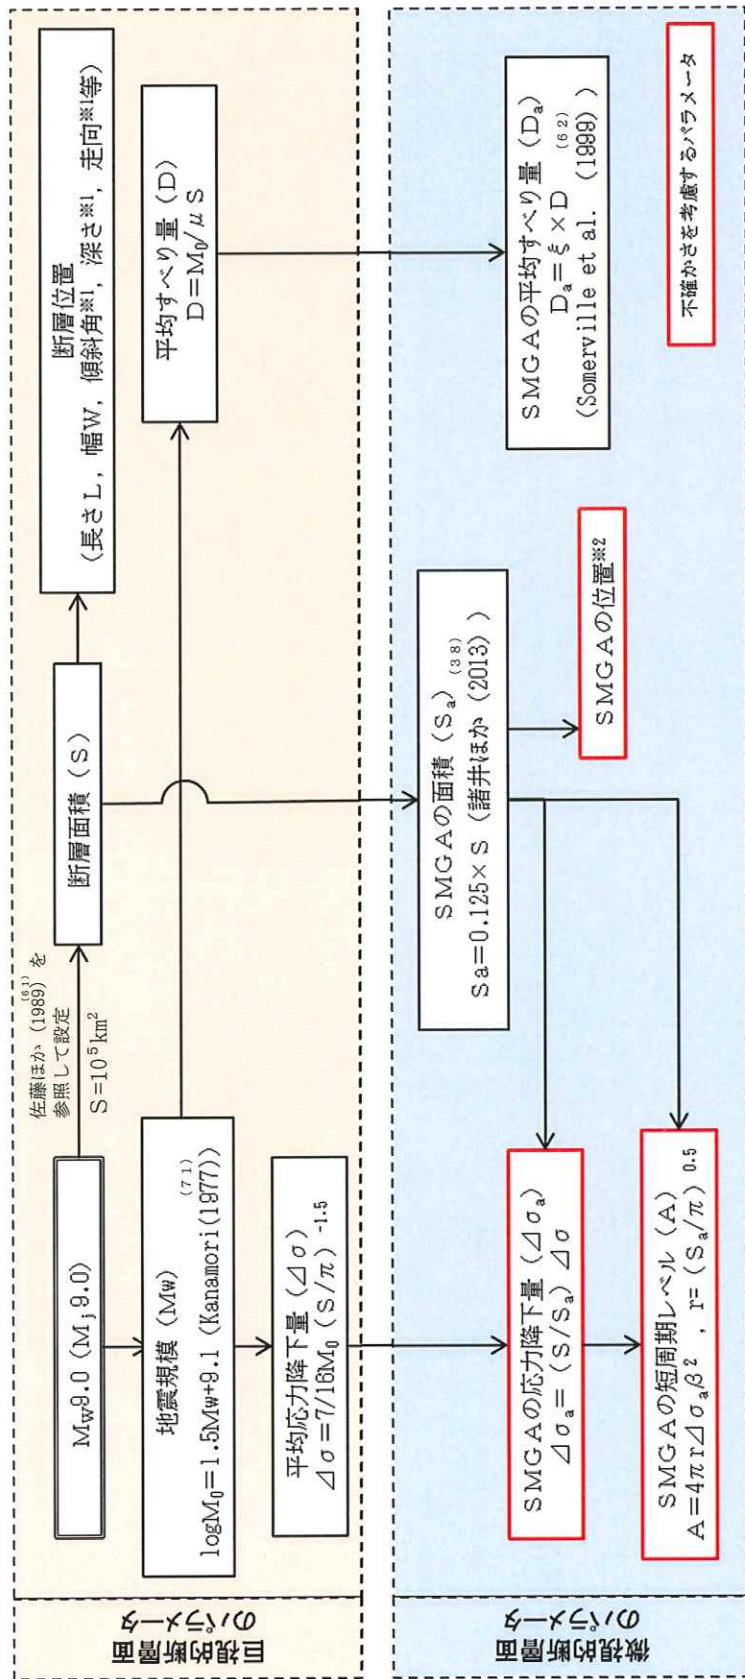 巨視的断層面
のパラメータ
Mw9.0 (Mj9.0)
佐藤ほか (1989) (61) を
参照して設定
S=10⁵km²
断層面積 (S)
断層位置
(長さL, 幅W, 傾斜角※1, 深さ※1, 走向※1等)
地震規模 (Mw)
logM₀=1.5Mw+9.1 (Kanamori(1977)) (71)
平均すべり量 (D)
D=M₀/μS
平均応力降下量 (⊿σ)
⊿σ=7/16M₀ (S/π) -1.5
微視的断層面
のパラメータ
SMGAの面積 (Sₐ) (38)
Sa=0.125×S (諸井ほか (2013) )
SMGAの応力降下量 (⊿σₐ)
⊿σₐ= (S/Sₐ) ⊿σ
SMGAの短周期レベル (A)
A=4πr⊿σₐβ² , r= (Sₐ/π) 0.5
SMGAの位置※2
SMGAの平均すべり量 (Dₐ)
Dₐ=ξ×D (62)
(Somerville et al. (1999) )
不確かさを考慮するパラメータ